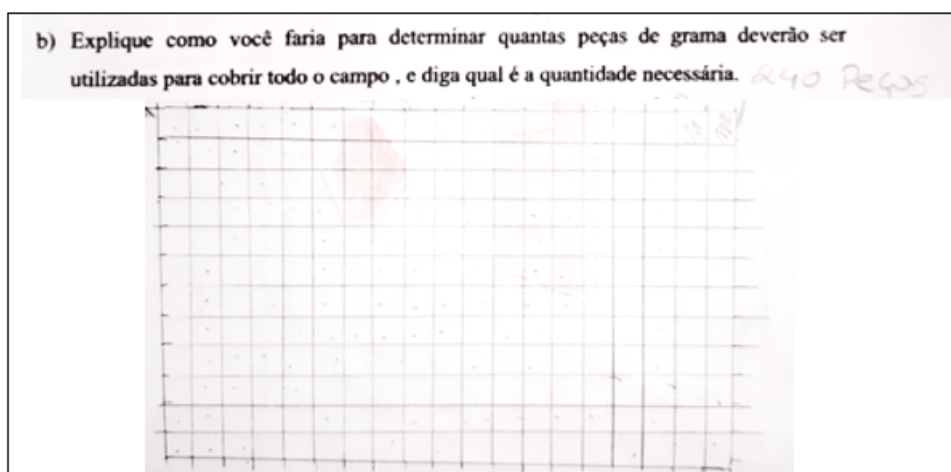 b) Explique como você faria para determinar quantas peças de grama deverão ser
utilizadas para cobrir todo o campo , e diga qual é a quantidade necessária. 240 Peças